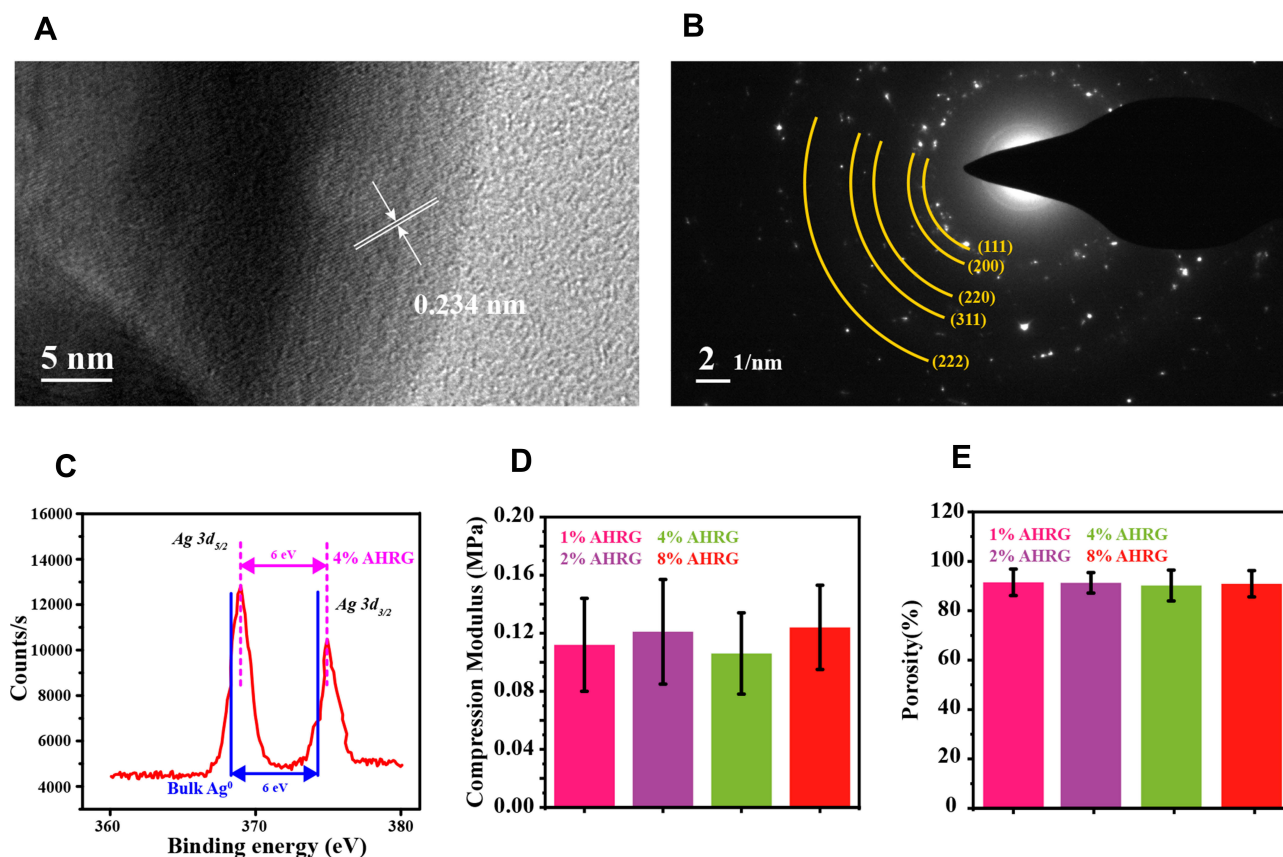 A
0.234 nm
5 nm
B
(111)
(200)
(220)
(311)
(222)
2 1/nm
C
16000
14000
12000
10000
8000
6000
4000
Counts/s
Ag 3d5/2
6 eV
4% AHRG
Ag 3d3/2
Bulk Ag⁰
6 eV
360
370
380
Binding energy (eV)
D
0.20
0.16
0.12
0.08
0.04
0.00
Compression Modulus (MPa)
1% AHRG 4% AHRG
2% AHRG 8% AHRG
E
120
100
80
60
40
20
0
Porosity(%)
1% AHRG 4% AHRG
2% AHRG 8% AHRG